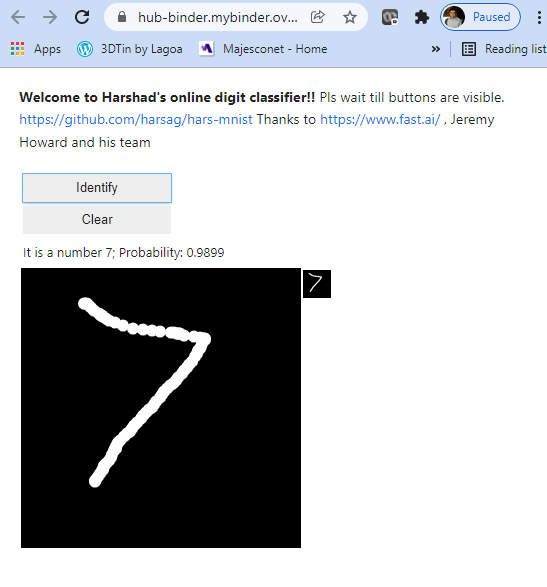 hub-binder.mybinder.ov...
Paused
Apps
3DTin by Lagoa
Majesconet - Home
»
Reading list
Welcome to Harshad's online digit classifier!! Pls wait till buttons are visible.
https://github.com/harsag/hars-mnist Thanks to https://www.fast.ai/ , Jeremy
Howard and his team
Identify
Clear
It is a number 7; Probability: 0.9899
7
7